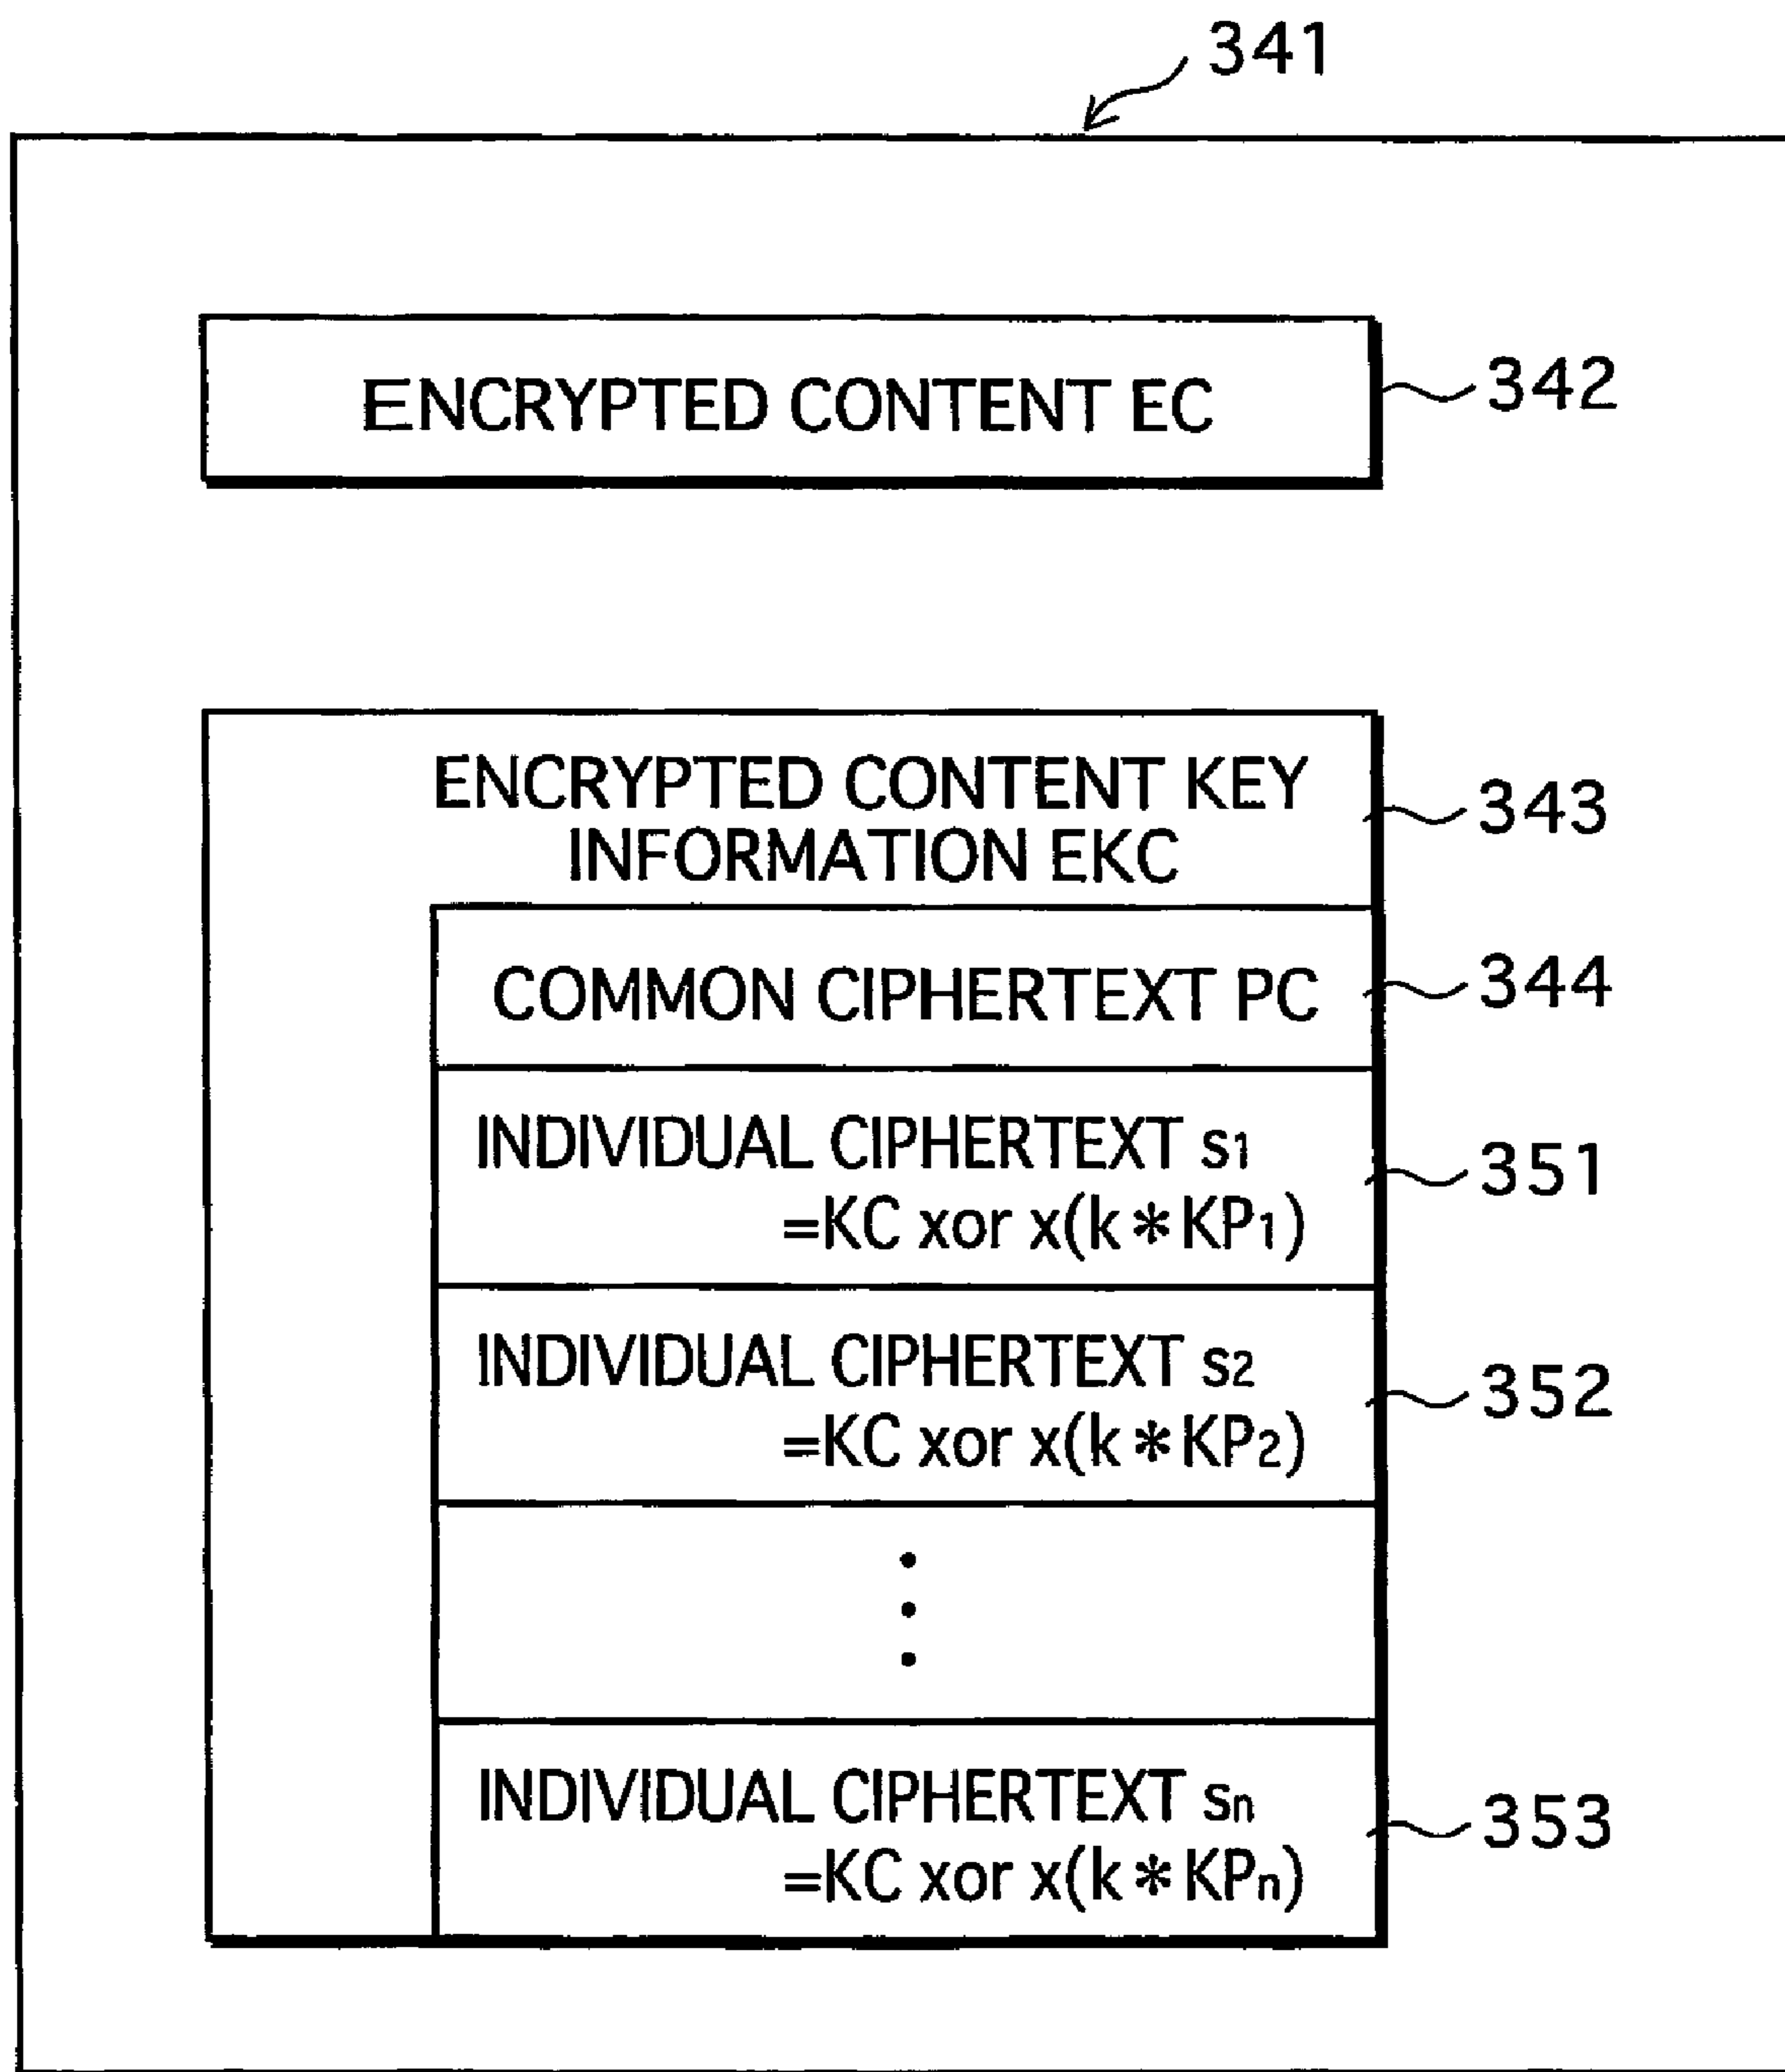 341
ENCRYPTED CONTENT EC
342
ENCRYPTED CONTENT KEY
INFORMATION EKC
343
COMMON CIPHERTEXT PC
344
INDIVIDUAL CIPHERTEXT s1
=KC xor x(k * KP1)
351
INDIVIDUAL CIPHERTEXT s2
=KC xor x(k * KP2)
352
INDIVIDUAL CIPHERTEXT sn
=KC xor x(k * KPn)
353